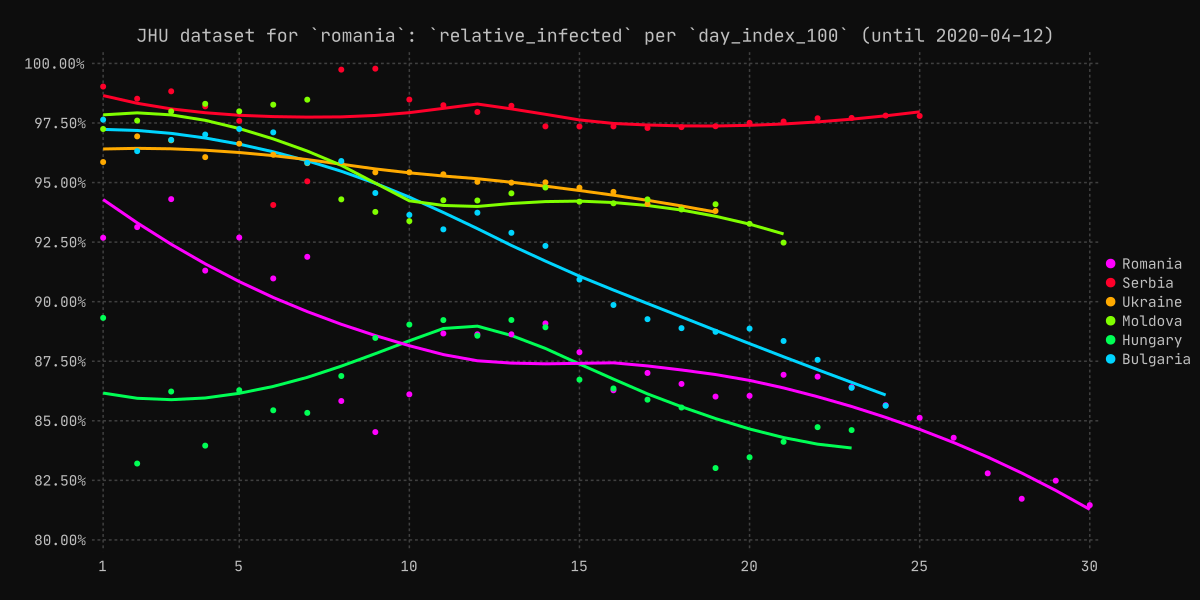 JHU dataset for `romania`: `relative_infected` per `day_index_100` (until 2020-04-12)
100.00%
97.50%
95.00%
92.50%
90.00%
87.50%
85.00%
82.50%
80.00%
1 5 10 15 20 25 30
Romania
Serbia
Ukraine
Moldova
Hungary
Bulgaria